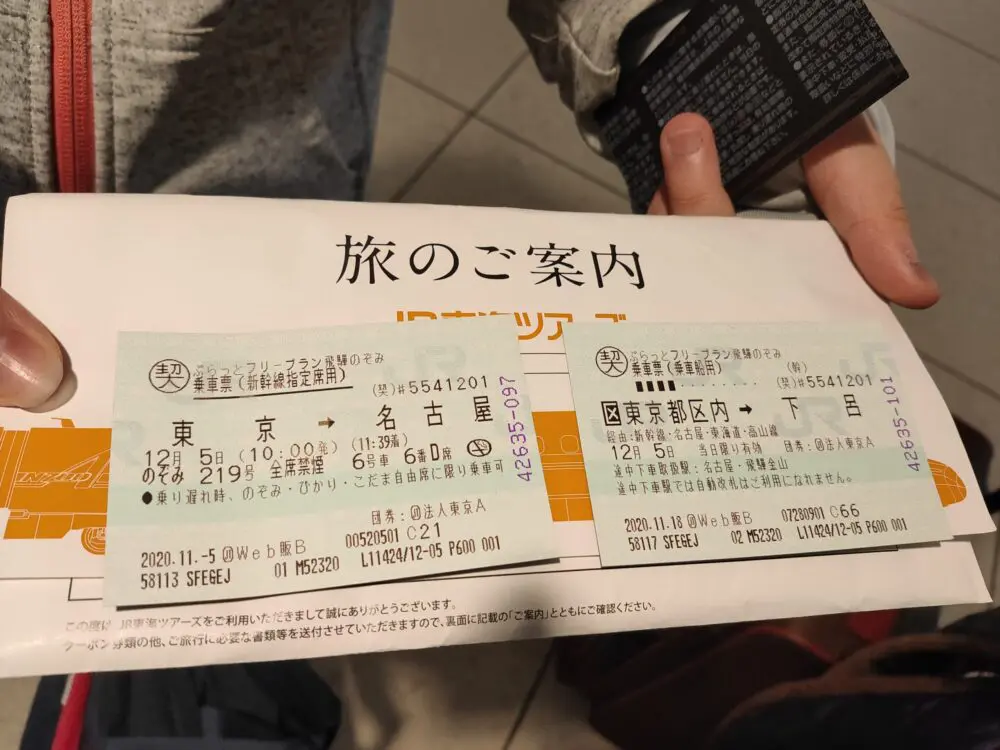 旅のご案内
JR東海ツアーズ
契 ぷらっとフリープラン飛騨のぞみ
乗車票(新幹線指定席用)
(契)#5541201
東京 → 名古屋
12月 5日 (10:00発) (11:39着)
のぞみ 219号 全席禁煙 6号車 6番D席
●乗り遅れ時、のぞみ・ひかり・こだま自由席に限り乗車可
団券:法人東京A
00520501 C21
2020.11.-5 Web販B
58113 SFEGEJ 01 M52320 L11424/12-05 P600 001
42635-097
契 ぷらっとフリープラン飛騨のぞみ
乗車票(乗車船用) (幹)
(契)#5541201
区東京都区内 → 下呂
経由:新幹線・名古屋・東海道・高山線
12月 5日 当日限り有効 団券:法人東京A
途中下車取扱駅:名古屋・飛騨金山
途中下車駅では自動改札はご利用になれません。
07280901 C66
2020.11.18 Web販B
58117 SFEGEJ 02 M52320 L11424/12-05 P600 001
42635-101
この度は、JR東海ツアーズをご利用いただきまして誠にありがとうございます。
クーポン券類の他、ご旅行に必要な書類等を送付させていただきますので、裏面に記載の「ご案内」とともにご確認ください。